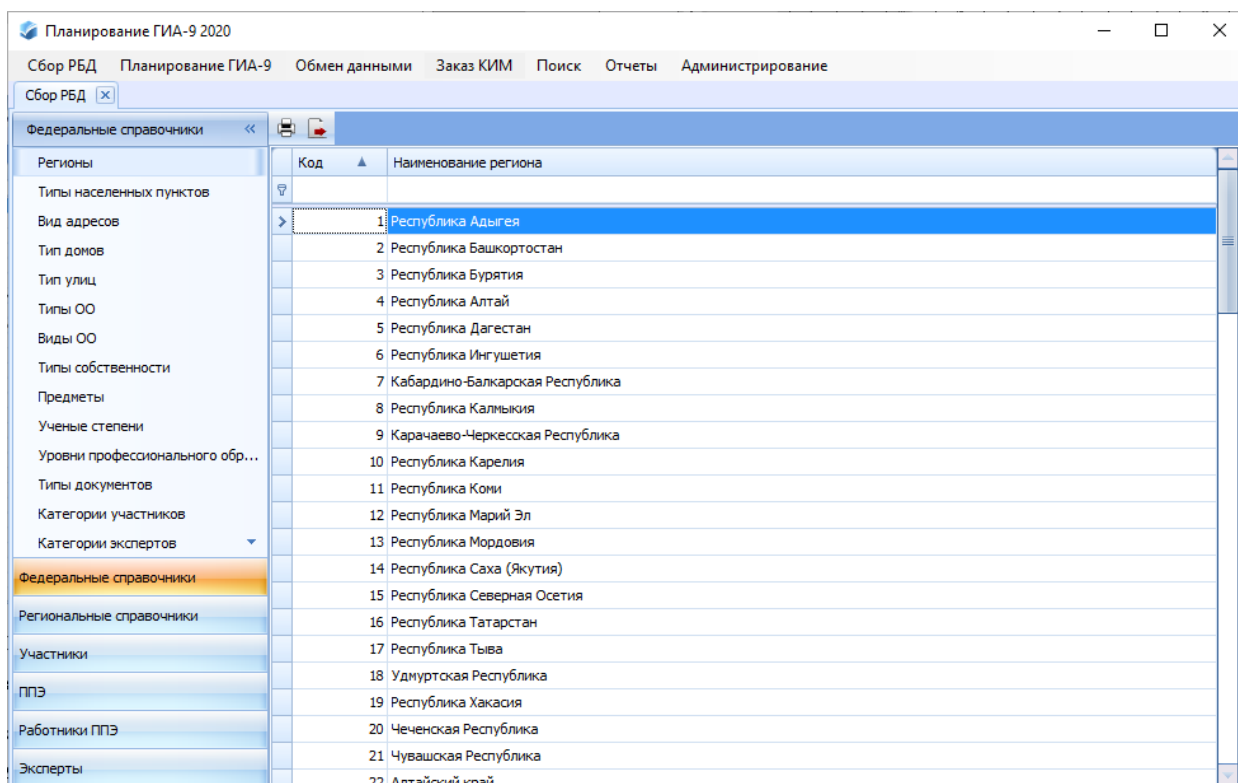 Планирование ГИА-9 2020
Сбор РБД Планирование ГИА-9 Обмен данными Заказ КИМ Поиск Отчеты Администрирование
Сбор РБД
Федеральные справочники
Регионы
Типы населенных пунктов
Вид адресов
Тип домов
Тип улиц
Типы ОО
Виды ОО
Типы собственности
Предметы
Ученые степени
Уровни профессионального обр...
Типы документов
Категории участников
Категории экспертов
Федеральные справочники
Региональные справочники
Участники
ППЭ
Работники ППЭ
Эксперты
Код Наименование региона
1 Республика Адыгея
2 Республика Башкортостан
3 Республика Бурятия
4 Республика Алтай
5 Республика Дагестан
6 Республика Ингушетия
7 Кабардино-Балкарская Республика
8 Республика Калмыкия
9 Карачаево-Черкесская Республика
10 Республика Карелия
11 Республика Коми
12 Республика Марий Эл
13 Республика Мордовия
14 Республика Саха (Якутия)
15 Республика Северная Осетия
16 Республика Татарстан
17 Республика Тыва
18 Удмуртская Республика
19 Республика Хакасия
20 Чеченская Республика
21 Чувашская Республика
22 Алтайский край